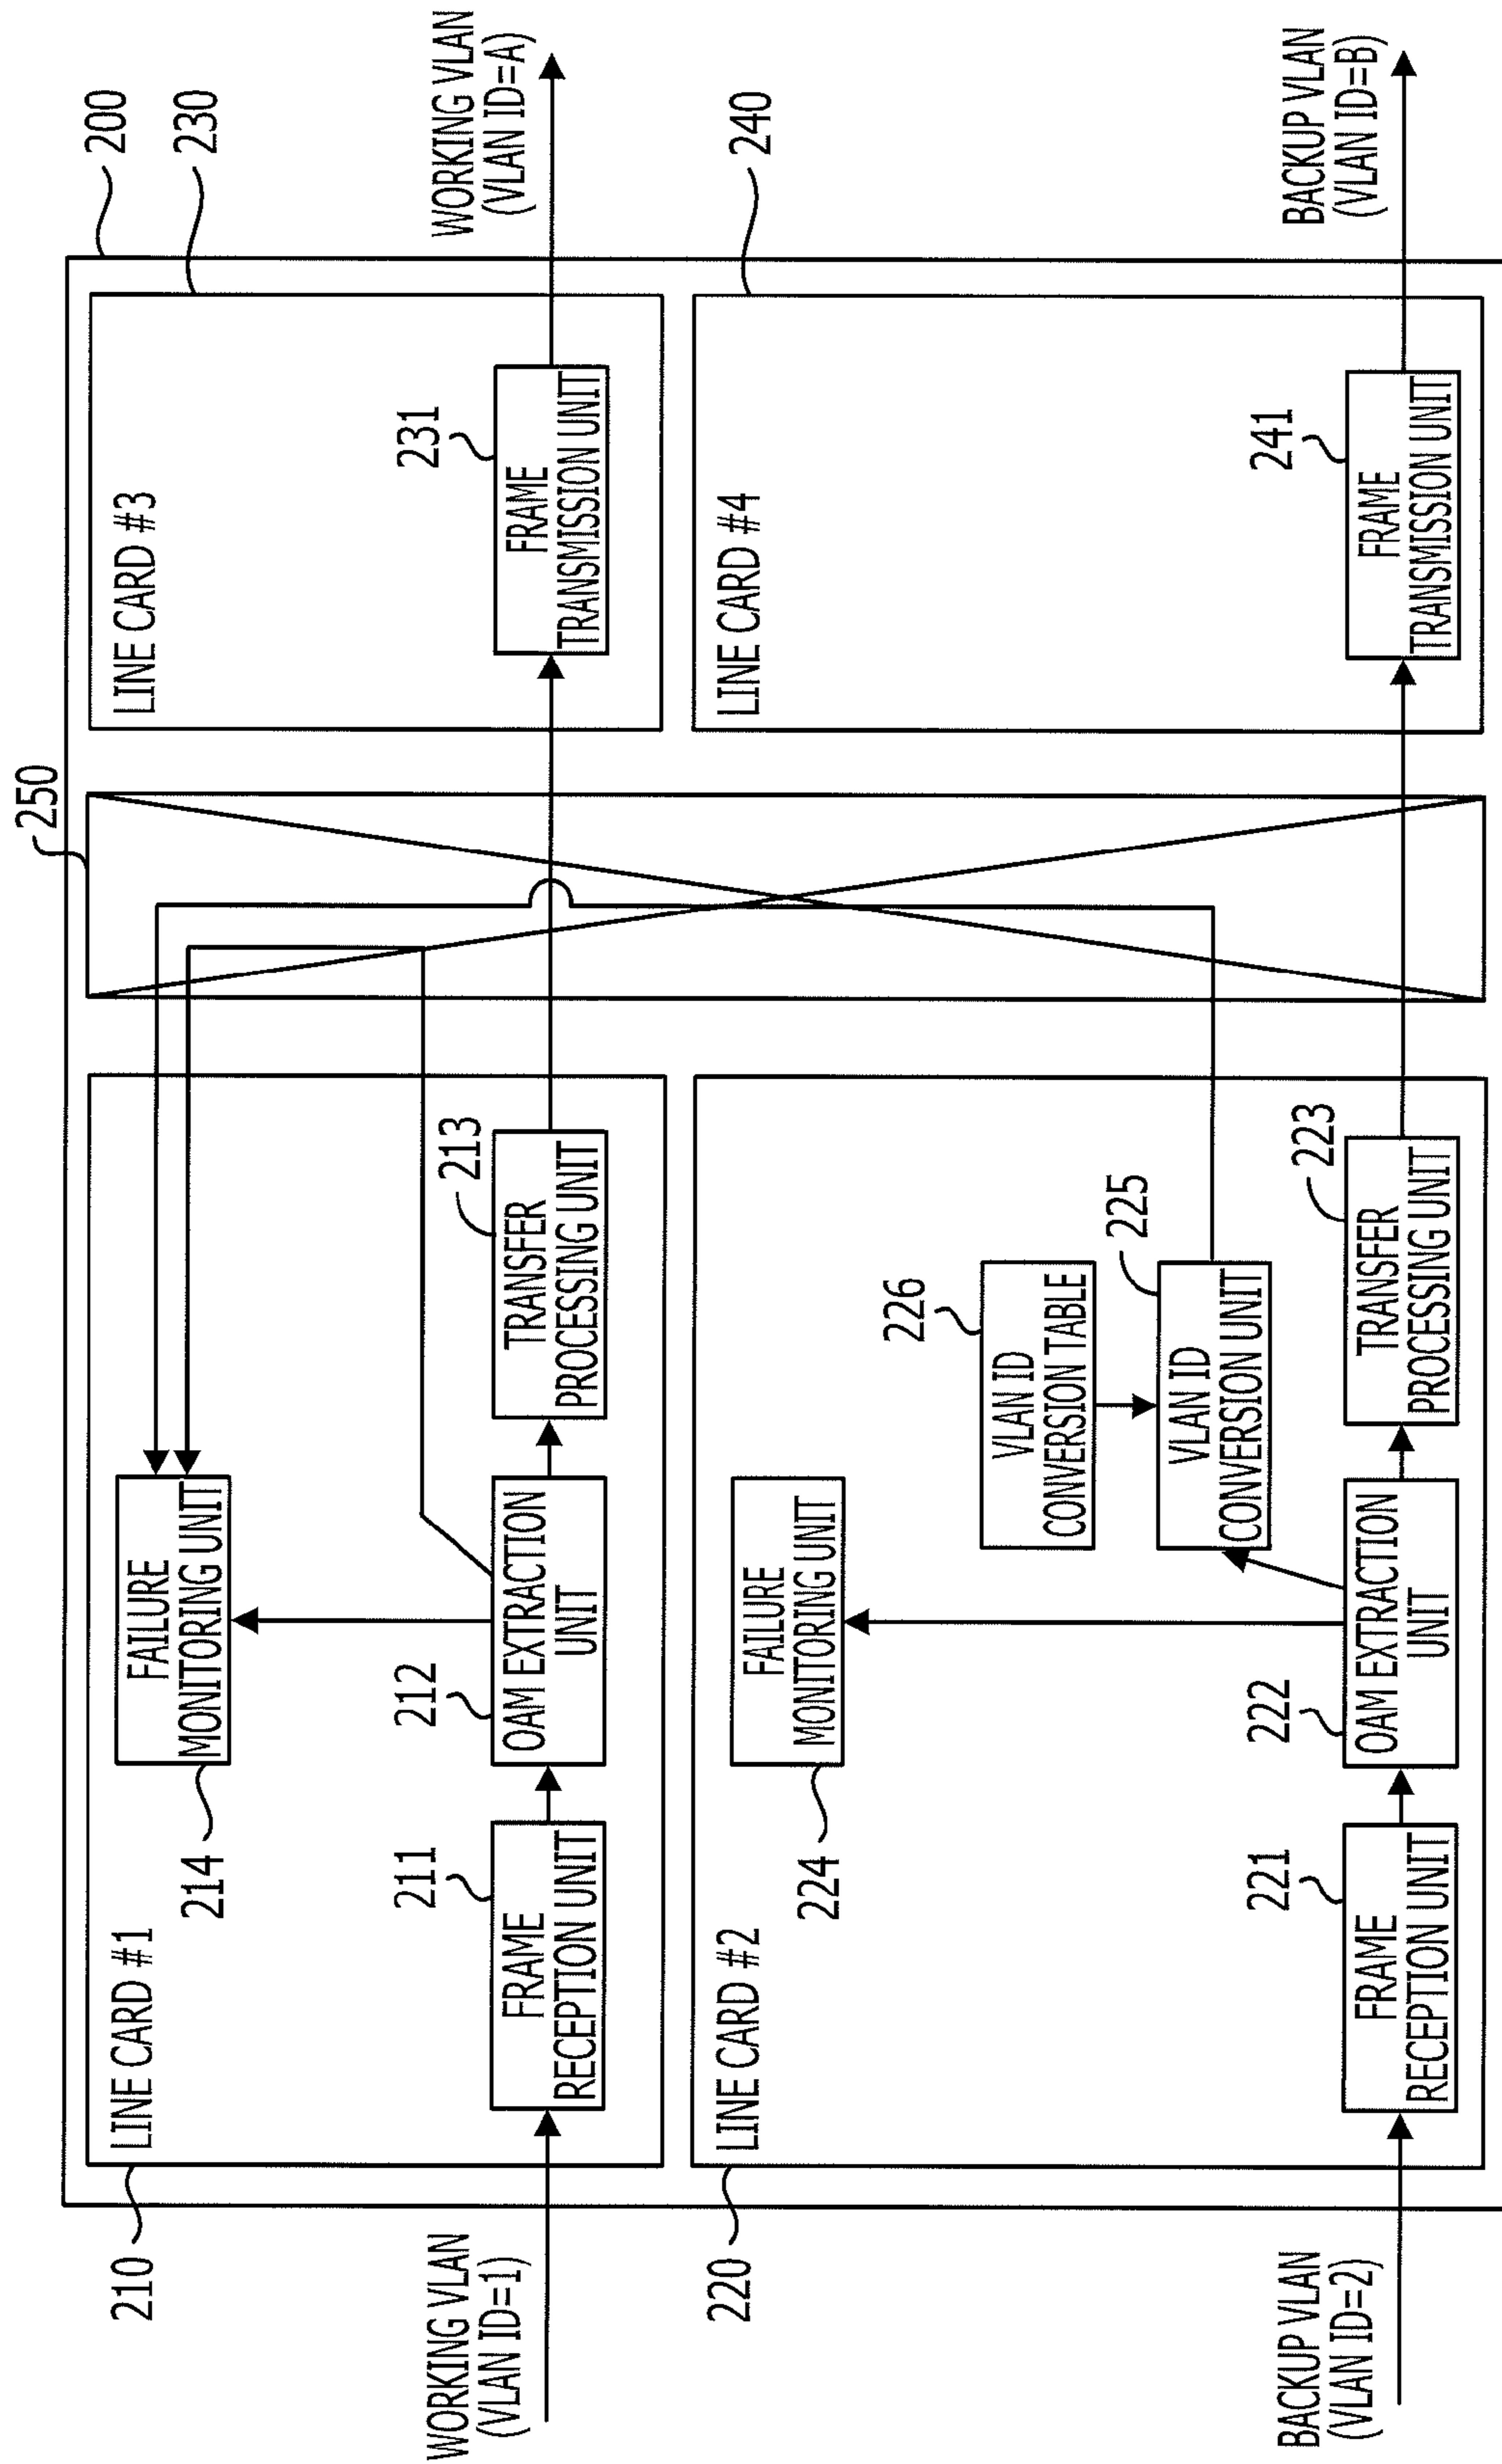 200
230
WORKING VLAN
(VLAN ID=A)
250
LINE CARD #3
231
FRAME
TRANSMISSION UNIT
240
BACKUP VLAN
(VLAN ID=B)
LINE CARD #4
241
FRAME
TRANSMISSION UNIT
LINE CARD #1
210
WORKING VLAN
(VLAN ID=1)
214
FAILURE
MONITORING UNIT
211
FRAME
RECEPTION UNIT
212
OAM EXTRACTION
UNIT
213
TRANSFER
PROCESSING UNIT
LINE CARD #2
220
BACKUP VLAN
(VLAN ID=2)
224
FAILURE
MONITORING UNIT
226
VLAN ID
CONVERSION TABLE
225
VLAN ID
CONVERSION UNIT
221
FRAME
RECEPTION UNIT
222
OAM EXTRACTION
UNIT
223
TRANSFER
PROCESSING UNIT